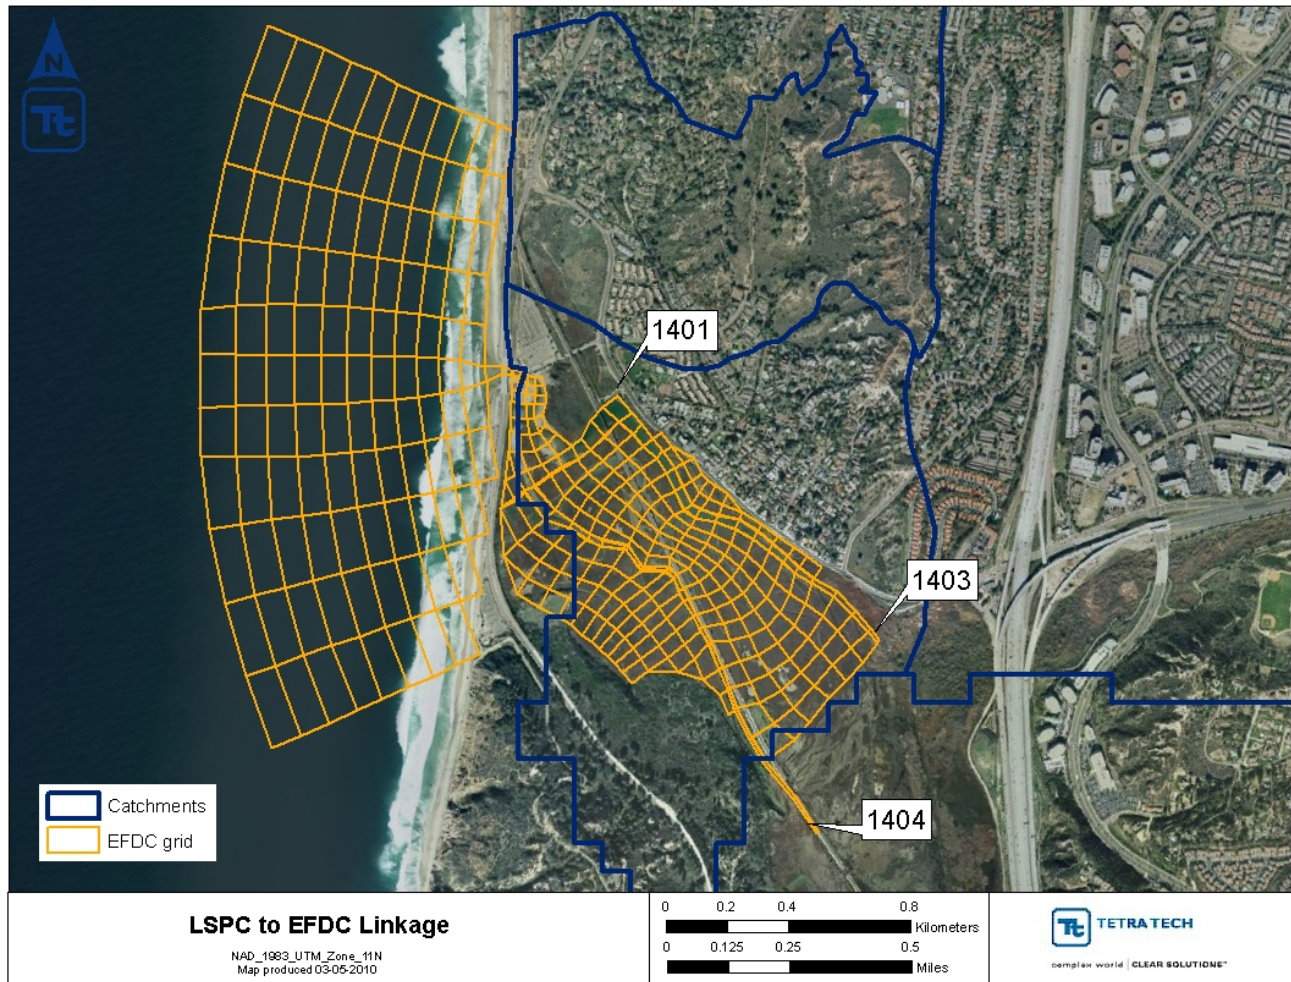 N
Tt
1401
1403
1404
Catchments
EFDC grid
LSPC to EFDC Linkage
NAD_1983_UTM_Zone_11N
Map produced 03-05-2010
0 0.2 0.4 0.8
Kilometers
0 0.125 0.25 0.5
Miles
Tt TETRA TECH
complex world | CLEAR SOLUTIONS™